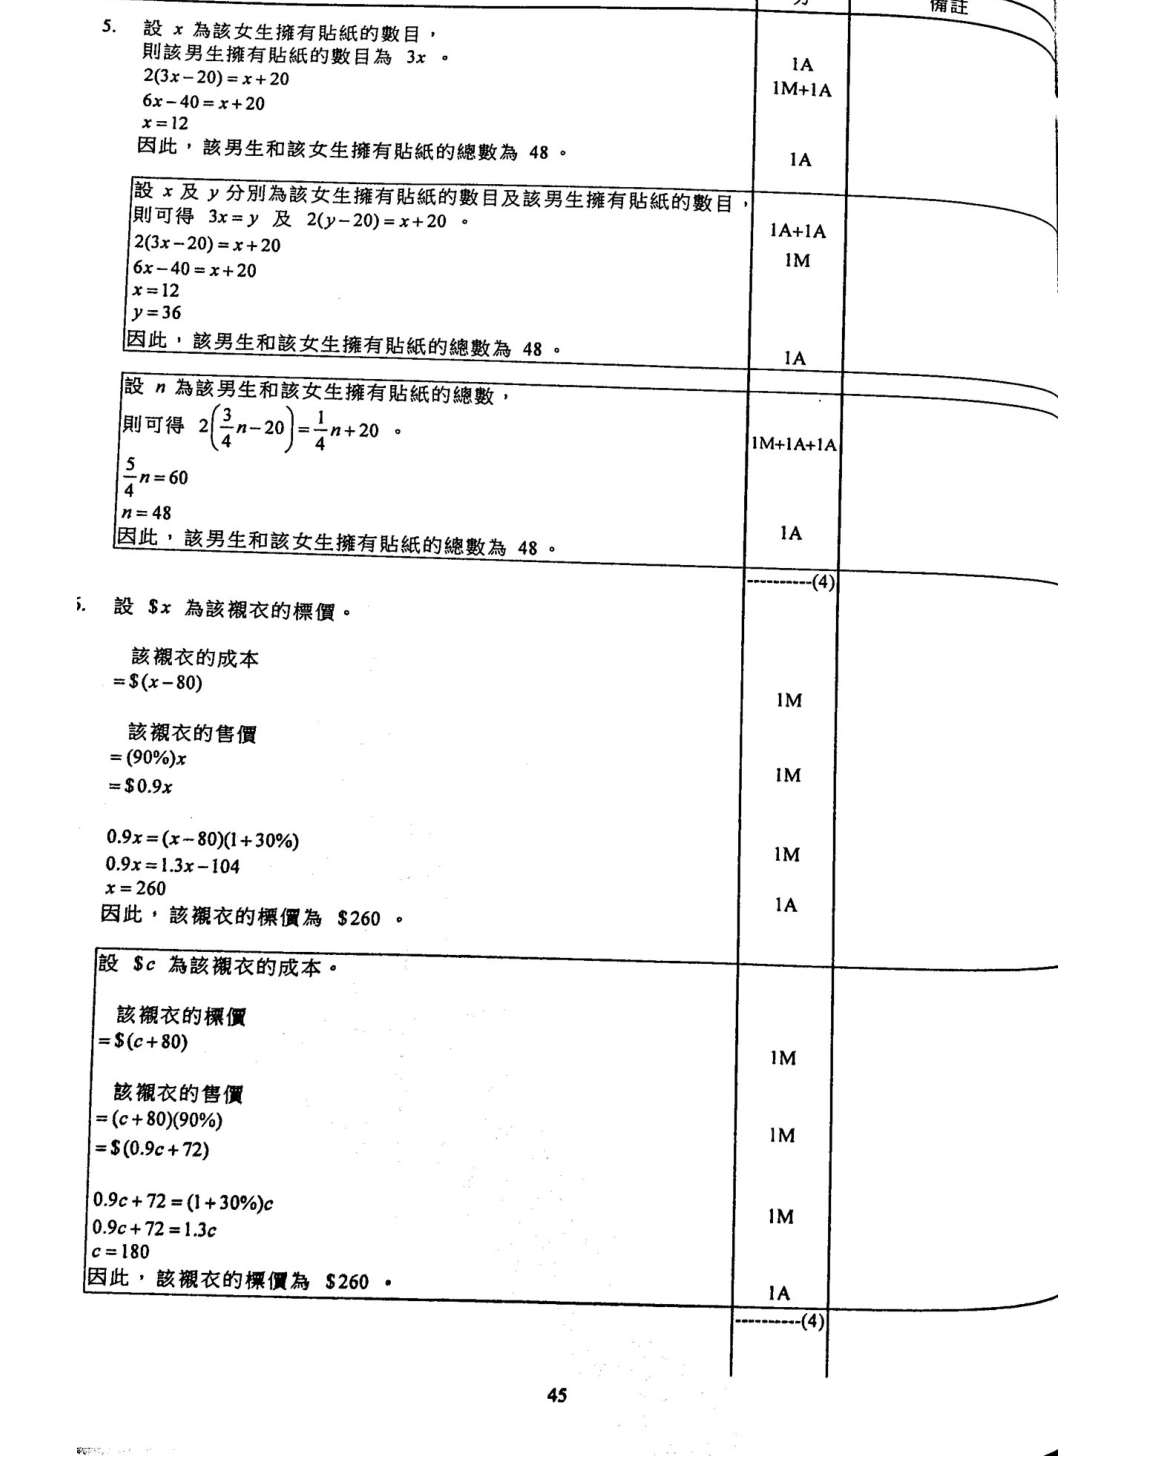 備註
5. 設 x 為該女生擁有貼紙的數目，
則該男生擁有貼紙的數目為 3x 。
1A
2(3x−20)=x+20
1M+1A
6x−40=x+20
x=12
因此，該男生和該女生擁有貼紙的總數為 48 。
1A
設 x 及 y 分別為該女生擁有貼紙的數目及該男生擁有貼紙的數目，
則可得 3x=y 及 2(y−20)=x+20 。
1A+1A
2(3x−20)=x+20
1M
6x−40=x+20
x=12
y=36
因此，該男生和該女生擁有貼紙的總數為 48 。
1A
設 n 為該男生和該女生擁有貼紙的總數，
則可得 2(3/4 n−20)=1/4 n+20 。
1M+1A+1A
5/4 n=60
n=48
因此，該男生和該女生擁有貼紙的總數為 48 。
1A
----------(4)
設 $x 為該襯衣的標價。
該襯衣的成本
=$(x−80)
1M
該襯衣的售價
=(90%)x
1M
=$0.9x
0.9x=(x−80)(1+30%)
1M
0.9x=1.3x−104
x=260
1A
因此，該襯衣的標價為 $260 。
設 $c 為該襯衣的成本。
該襯衣的標價
=$(c+80)
1M
該襯衣的售價
=(c+80)(90%)
1M
=$(0.9c+72)
0.9c+72=(1+30%)c
1M
0.9c+72=1.3c
c=180
因此，該襯衣的標價為 $260 。
1A
----------(4)
45